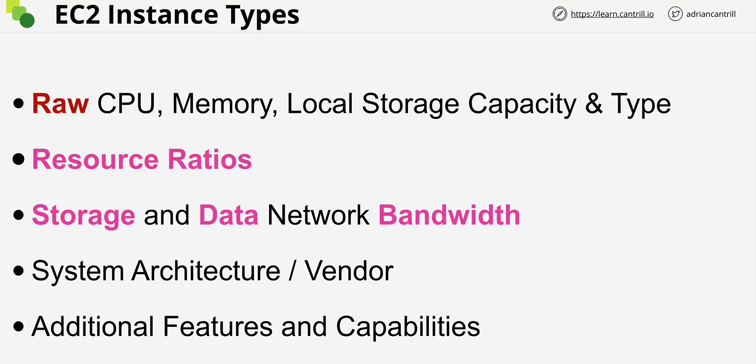 EC2 Instance Types
https://learn.cantrill.io
adriancantrill
• Raw CPU, Memory, Local Storage Capacity & Type
• Resource Ratios
• Storage and Data Network Bandwidth
• System Architecture / Vendor
• Additional Features and Capabilities